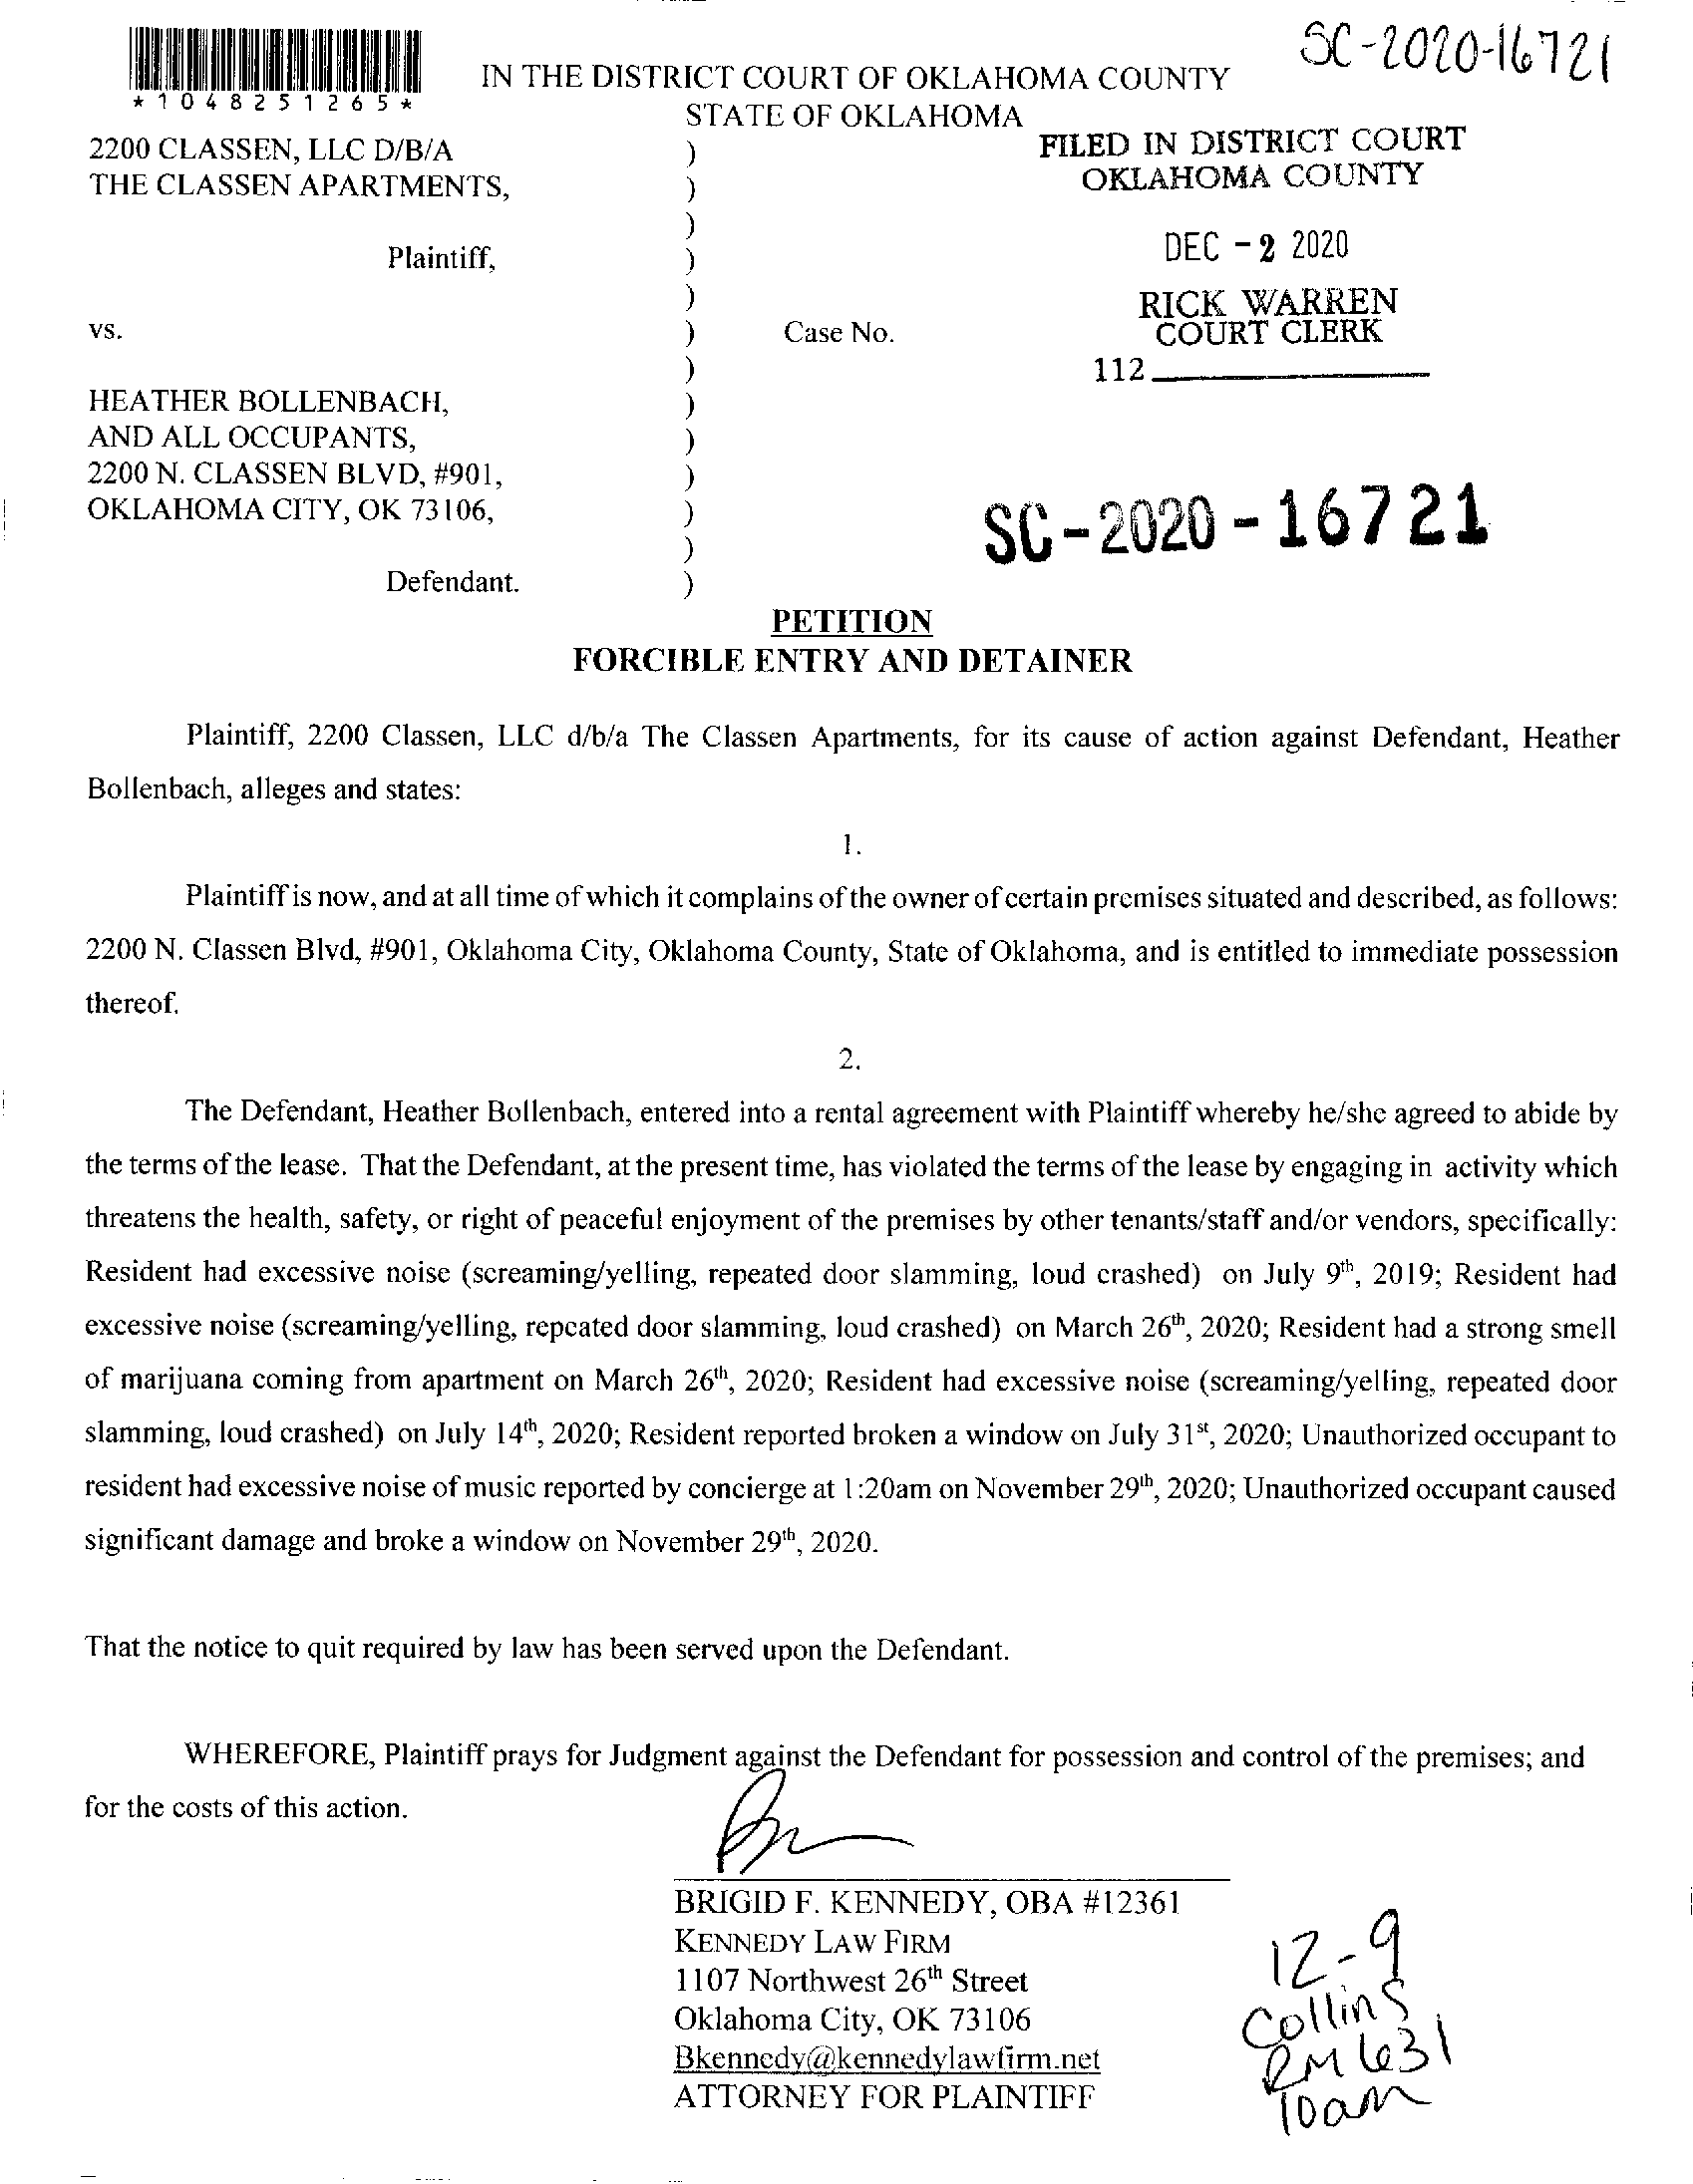 SC-2020-16721
*1048251265*
IN THE DISTRICT COURT OF OKLAHOMA COUNTY
STATE OF OKLAHOMA
2200 CLASSEN, LLC D/B/A )
THE CLASSEN APARTMENTS, )
)
Plaintiff, )
)
vs. ) Case No.
)
HEATHER BOLLENBACH, )
AND ALL OCCUPANTS, )
2200 N. CLASSEN BLVD, #901, )
OKLAHOMA CITY, OK 73106, )
)
Defendant. )
FILED IN DISTRICT COURT
OKLAHOMA COUNTY
DEC - 2 2020
RICK WARREN
COURT CLERK
112
SC - 2020 - 16721
PETITION
FORCIBLE ENTRY AND DETAINER
Plaintiff, 2200 Classen, LLC d/b/a The Classen Apartments, for its cause of action against Defendant, Heather
Bollenbach, alleges and states:
1.
Plaintiff is now, and at all time of which it complains of the owner of certain premises situated and described, as follows:
2200 N. Classen Blvd, #901, Oklahoma City, Oklahoma County, State of Oklahoma, and is entitled to immediate possession
thereof.
2.
The Defendant, Heather Bollenbach, entered into a rental agreement with Plaintiff whereby he/she agreed to abide by
the terms of the lease. That the Defendant, at the present time, has violated the terms of the lease by engaging in activity which
threatens the health, safety, or right of peaceful enjoyment of the premises by other tenants/staff and/or vendors, specifically:
Resident had excessive noise (screaming/yelling, repeated door slamming, loud crashed) on July 9th, 2019; Resident had
excessive noise (screaming/yelling, repeated door slamming, loud crashed) on March 26th, 2020; Resident had a strong smell
of marijuana coming from apartment on March 26th, 2020; Resident had excessive noise (screaming/yelling, repeated door
slamming, loud crashed) on July 14th, 2020; Resident reported broken a window on July 31st, 2020; Unauthorized occupant to
resident had excessive noise of music reported by concierge at 1:20am on November 29th, 2020; Unauthorized occupant caused
significant damage and broke a window on November 29th, 2020.
That the notice to quit required by law has been served upon the Defendant.
WHEREFORE, Plaintiff prays for Judgment against the Defendant for possession and control of the premises; and
for the costs of this action.
BRIGID F. KENNEDY, OBA #12361
KENNEDY LAW FIRM
1107 Northwest 26th Street
Oklahoma City, OK 73106
Bkennedy@kennedylawfirm.net
ATTORNEY FOR PLAINTIFF
12-9
Collins
RM 631
10am